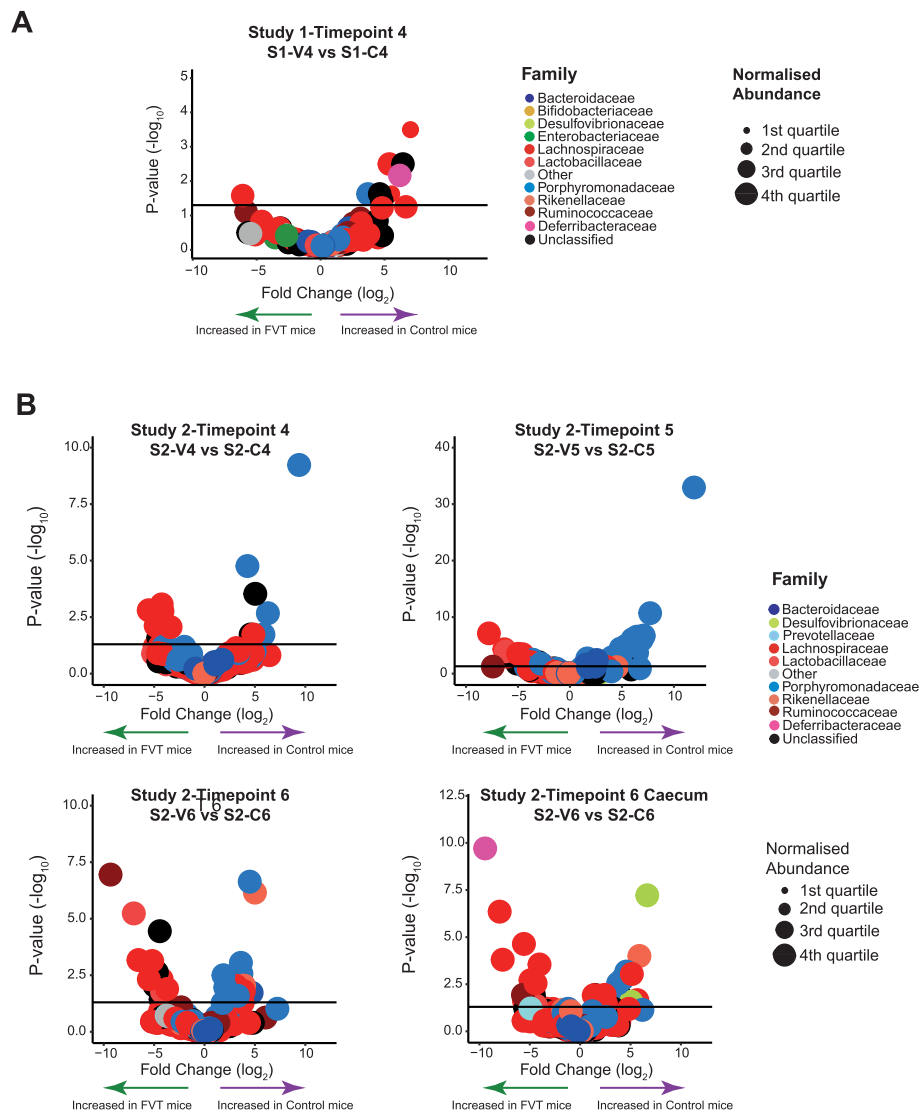 A
Study 1-Timepoint 4
S1-V4 vs S1-C4
P-value (-log10)
5
4
3
2
1
0
−10 −5 0 5 10
Fold Change (log2)
Increased in FVT mice Increased in Control mice
Family
Bacteroidaceae
Bifidobacteriaceae
Desulfovibrionaceae
Enterobacteriaceae
Lachnospiraceae
Lactobacillaceae
Other
Porphyromonadaceae
Rikenellaceae
Ruminococcaceae
Deferribacteraceae
Unclassified
Normalised
Abundance
1st quartile
2nd quartile
3rd quartile
4th quartile
B
Study 2-Timepoint 4
S2-V4 vs S2-C4
P-value (-log10)
10.0
7.5
5.0
2.5
0.0
−10 −5 0 5 10
Fold Change (log2)
Increased in FVT mice Increased in Control mice
Study 2-Timepoint 5
S2-V5 vs S2-C5
P-value (-log10)
40
30
20
10
0
−10 −5 0 5 10
Fold Change (log2)
Increased in FVT mice Increased in Control mice
Family
Bacteroidaceae
Desulfovibrionaceae
Prevotellaceae
Lachnospiraceae
Lactobacillaceae
Other
Porphyromonadaceae
Rikenellaceae
Ruminococcaceae
Deferribacteraceae
Unclassified
Study 2-Timepoint 6
T 6
S2-V6 vs S2-C6
P-value (-log10)
10.0
7.5
5.0
2.5
0.0
−10 −5 0 5 10
Fold Change (log2)
Increased in FVT mice Increased in Control mice
Study 2-Timepoint 6 Caecum
S2-V6 vs S2-C6
P-value (-log10)
12.5
10.0
7.5
5.0
2.5
0.0
−10 −5 0 5 10
Fold Change (log2)
Increased in FVT mice Increased in Control mice
Normalised
Abundance
1st quartile
2nd quartile
3rd quartile
4th quartile